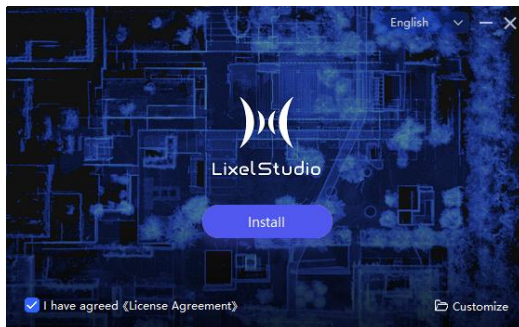 English
LixelStudio
Install
I have agreed 《License Agreement》
Customize